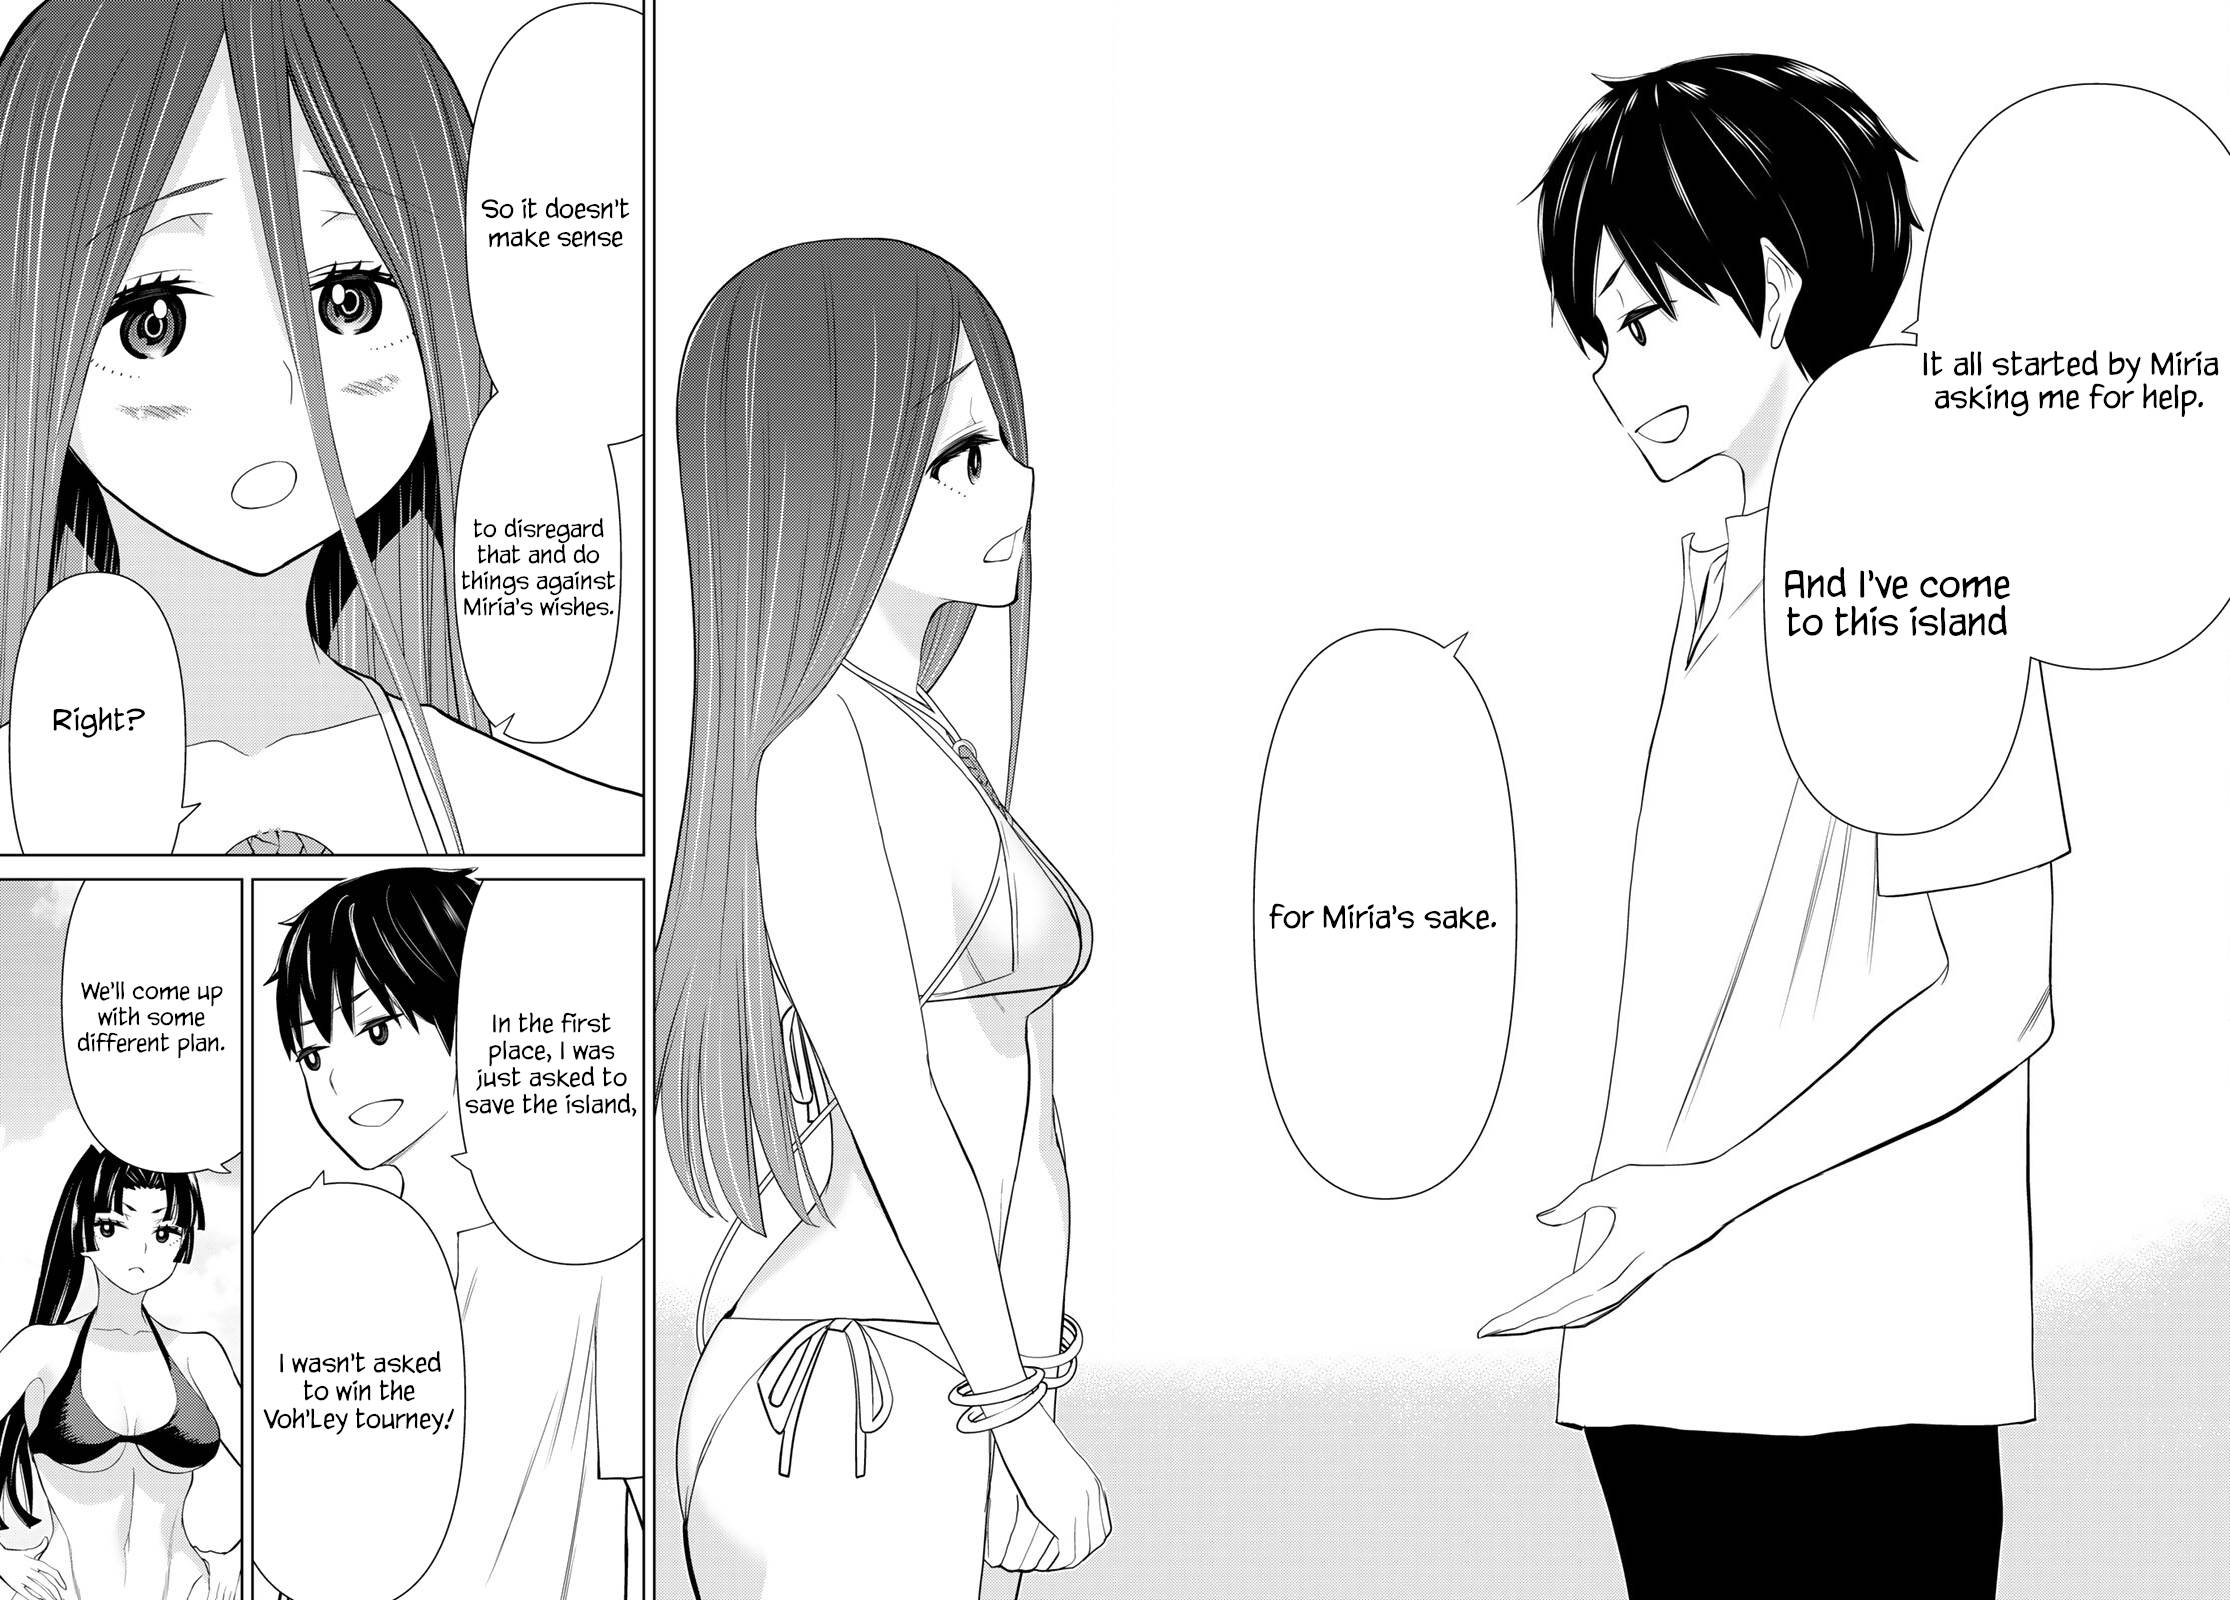 It all started by Miria
asking me for help.
And I've come
to this island
for Miria's sake.
So it doesn't
make sense
to disregard
that and do
things against
Miria's wishes.
Right?
In the first
place, I was
just asked to
save the island,
I wasn't asked
to win the
Voh'Ley tourney!
We'll come up
with some
different plan.